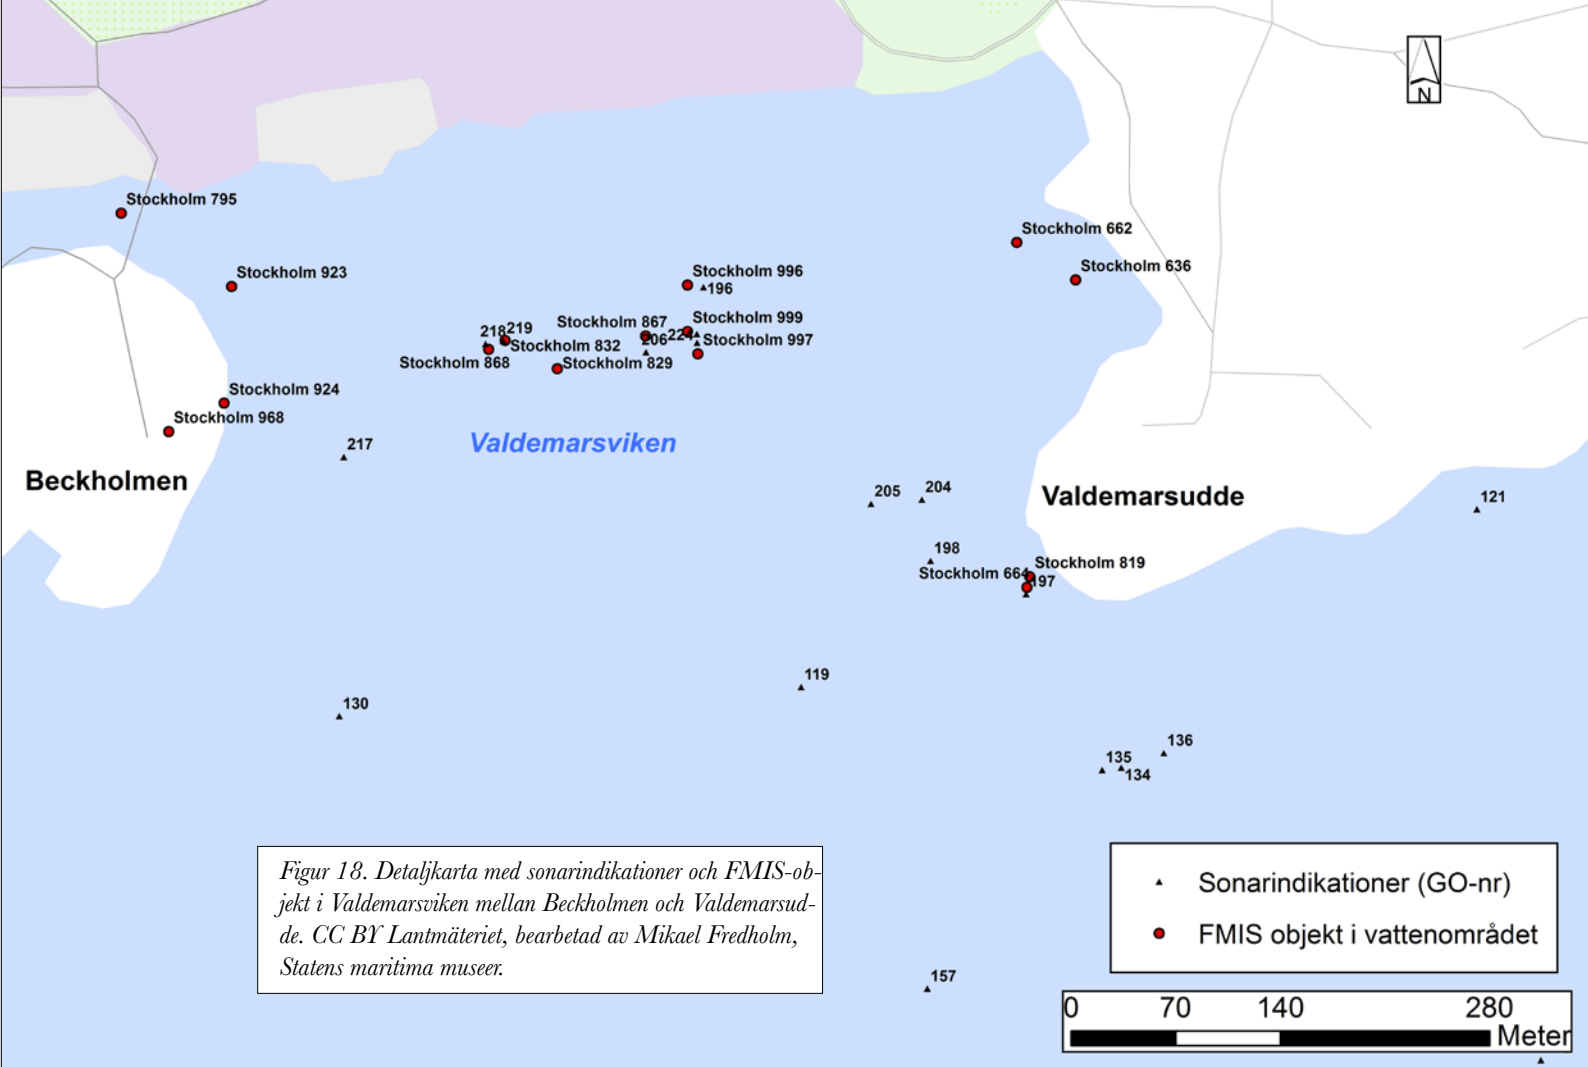 N
Stockholm 795
Stockholm 662
Stockholm 923
Stockholm 996
Stockholm 636
196
Stockholm 999
Stockholm 867
218
219
206
224
Stockholm 997
Stockholm 832
Stockholm 868
Stockholm 829
Stockholm 924
Stockholm 968
217
Valdemarsviken
Beckholmen
205
204
Valdemarsudde
121
198
Stockholm 819
Stockholm 664
197
119
130
136
135
134
Figur 18. Detaljkarta med sonarindikationer och FMIS-ob-
jekt i Valdemarsviken mellan Beckholmen och Valdemarsud-
de. CC BY Lantmäteriet, bearbetad av Mikael Fredholm,
Statens maritima museer.
Sonarindikationer (GO-nr)
FMIS objekt i vattenområdet
157
0 70 140 280
Meter